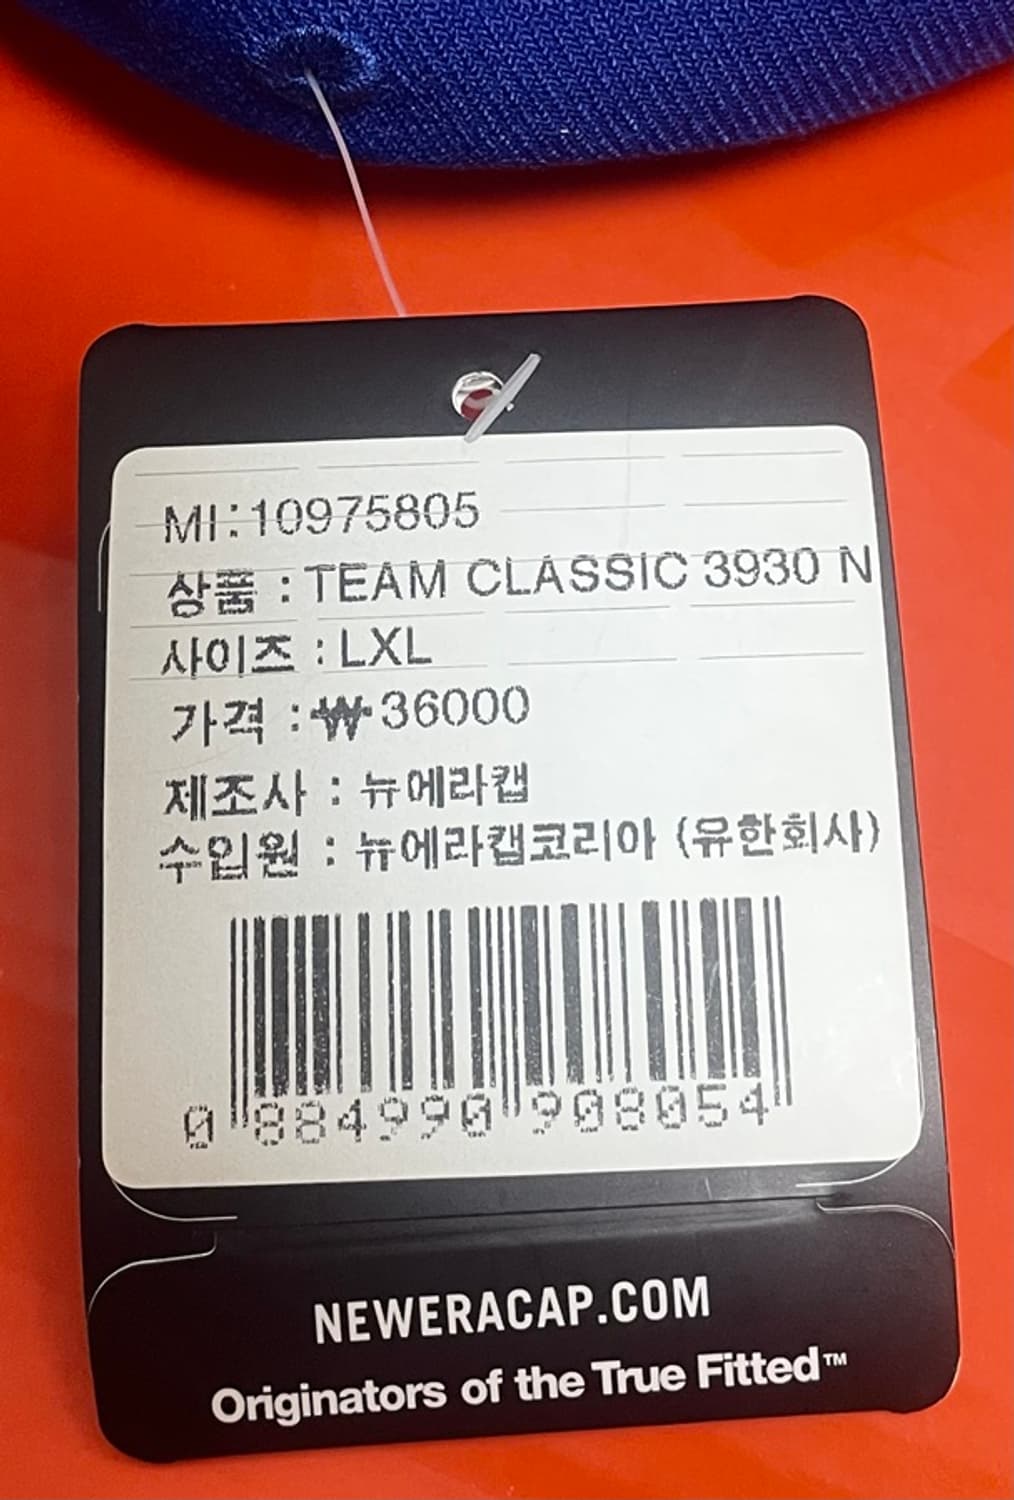 MI:10975805
상품 : TEAM CLASSIC 3930 N
사이즈 : LXL
가격 : ₩36000
제조사 : 뉴에라캡
수입원 : 뉴에라캡코리아 (유한회사)
0 884990 908054
NEWERACAP.COM
Originators of the True Fitted™